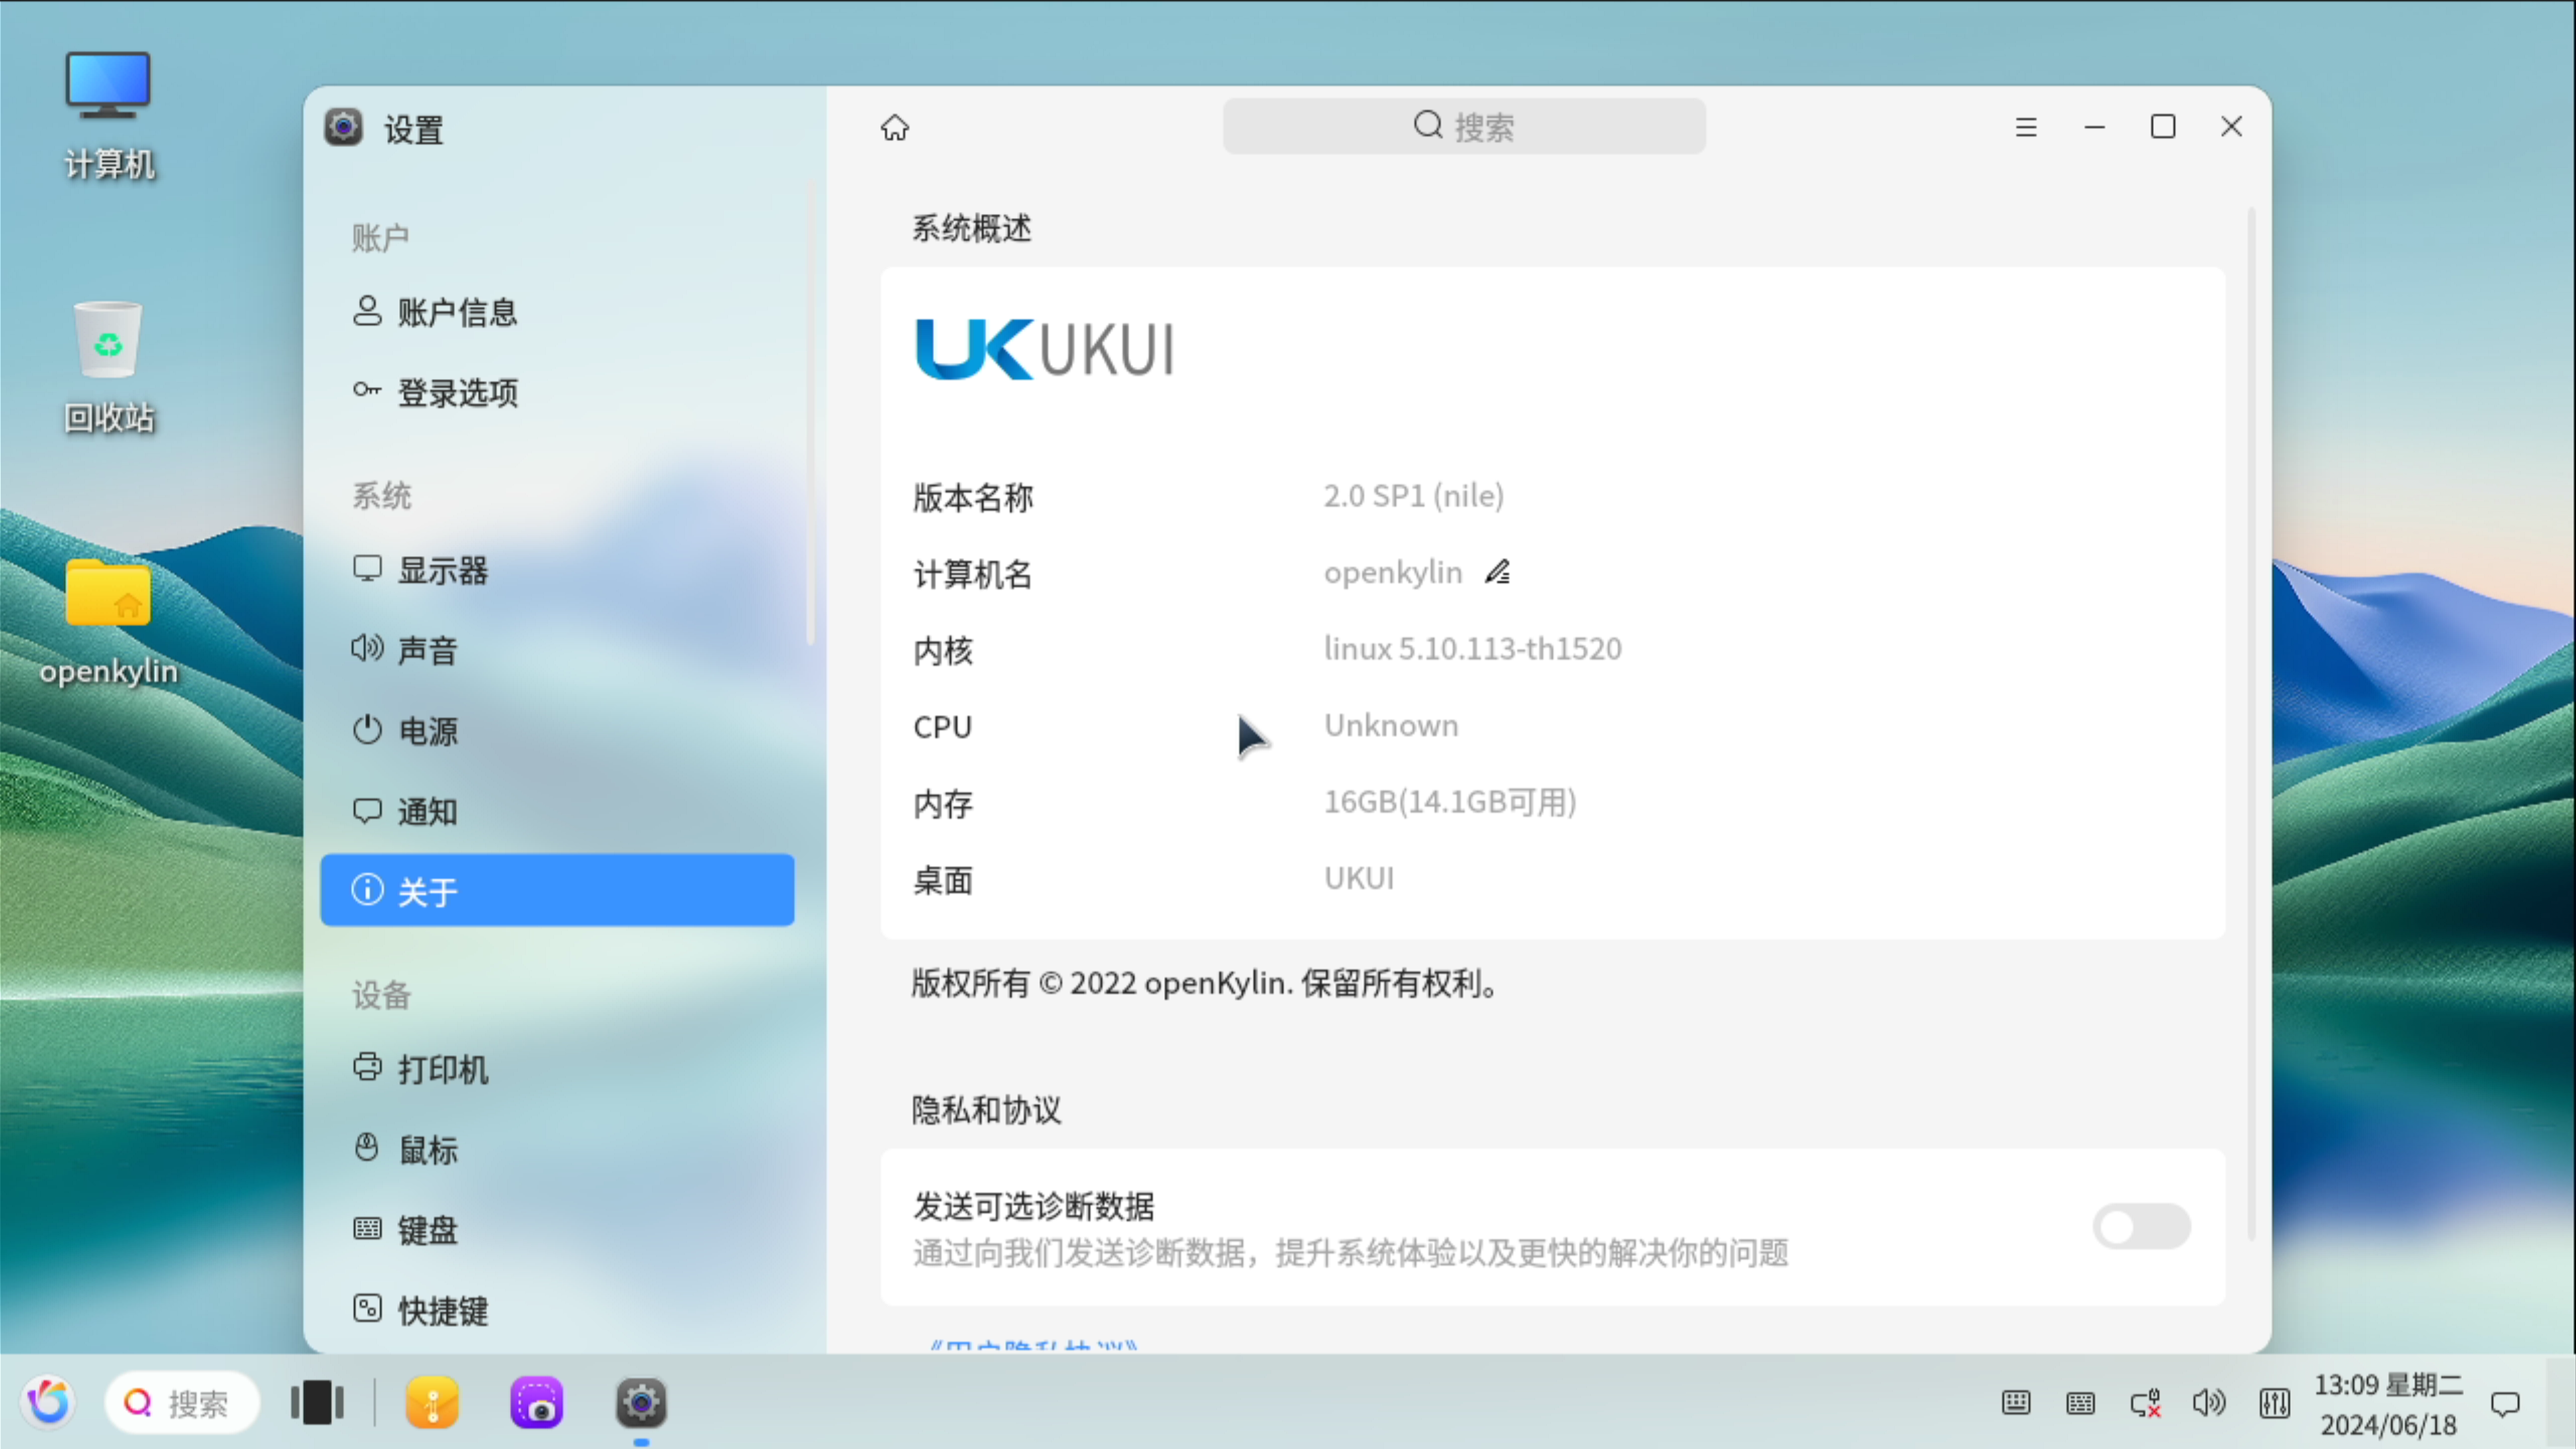 计算机
回收站
openkylin
设置
账户
账户信息
登录选项
系统
显示器
声音
电源
通知
关于
设备
打印机
鼠标
键盘
快捷键
搜索
系统概述
UK UKUI
版本名称 2.0 SP1 (nile)
计算机名 openkylin
内核 linux 5.10.113-th1520
CPU Unknown
内存 16GB(14.1GB可用)
桌面 UKUI
版权所有 © 2022 openKylin. 保留所有权利。
隐私和协议
发送可选诊断数据
通过向我们发送诊断数据，提升系统体验以及更快的解决你的问题
《用户隐私协议》
搜索
13:09 星期二
2024/06/18